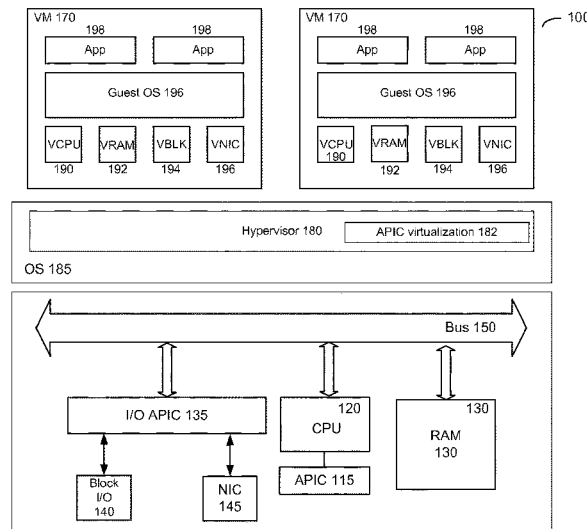 VM 170
198
198
App
App
Guest OS 196
VCPU
VRAM
VBLK
VNIC
190
192
194
196
VM 170
198
198
App
App
Guest OS 196
VCPU
190
VRAM
VBLK
VNIC
192
194
196
100
Hypervisor 180
APIC virtualization 182
OS 185
Bus 150
I/O APIC 135
120
CPU
130
RAM
130
APIC 115
Block
I/O
140
NIC
145